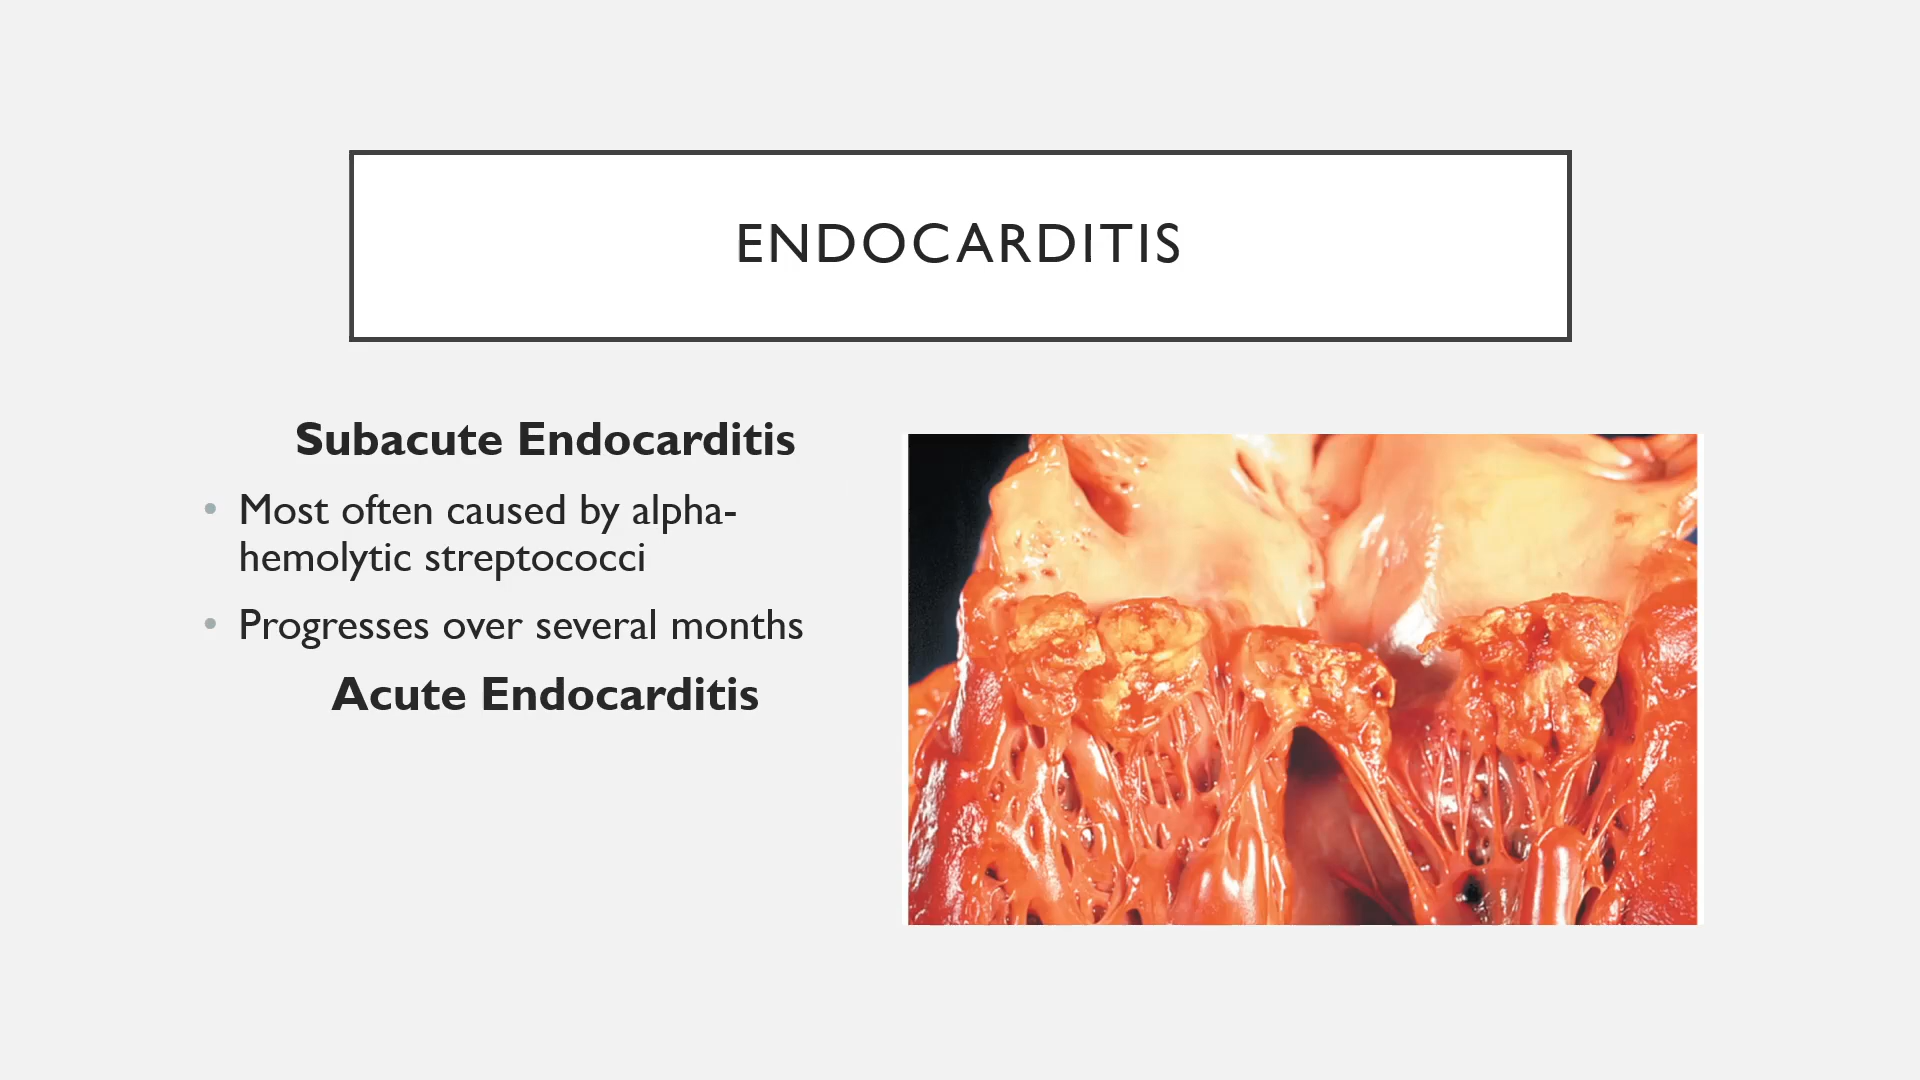 ENDOCARDITIS
Subacute Endocarditis
• Most often caused by alpha-
hemolytic streptococci
• Progresses over several months
Acute Endocarditis